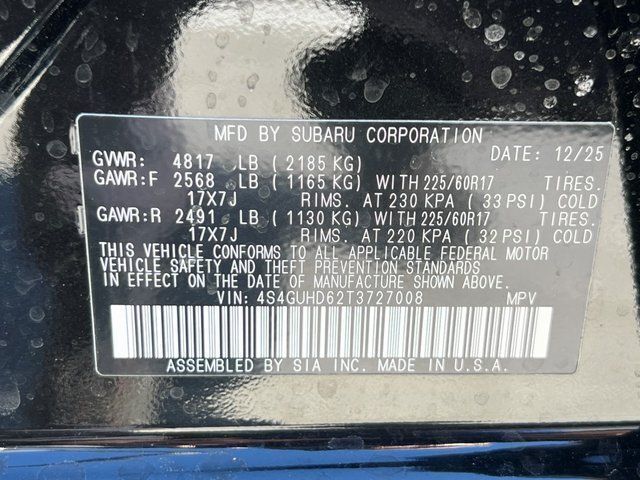 MFD BY SUBARU CORPORATION
DATE: 12/25
GVWR: 4817 LB ( 2185 KG)
GAWR:F 2568 LB ( 1165 KG) WITH 225/60R17 TIRES.
17X7J RIMS. AT 230 KPA ( 33 PSI) COLD
GAWR:R 2491 LB ( 1130 KG) WITH 225/60R17 TIRES.
17X7J RIMS. AT 220 KPA ( 32 PSI) COLD
THIS VEHICLE CONFORMS TO ALL APPLICABLE FEDERAL MOTOR
VEHICLE SAFETY AND THEFT PREVENTION STANDARDS
IN EFFECT ON THE DATE OF MANUFACTURE SHOWN ABOVE.
VIN: 4S4GUHD62T3727008 MPV
ASSEMBLED BY SIA INC. MADE IN U.S.A.